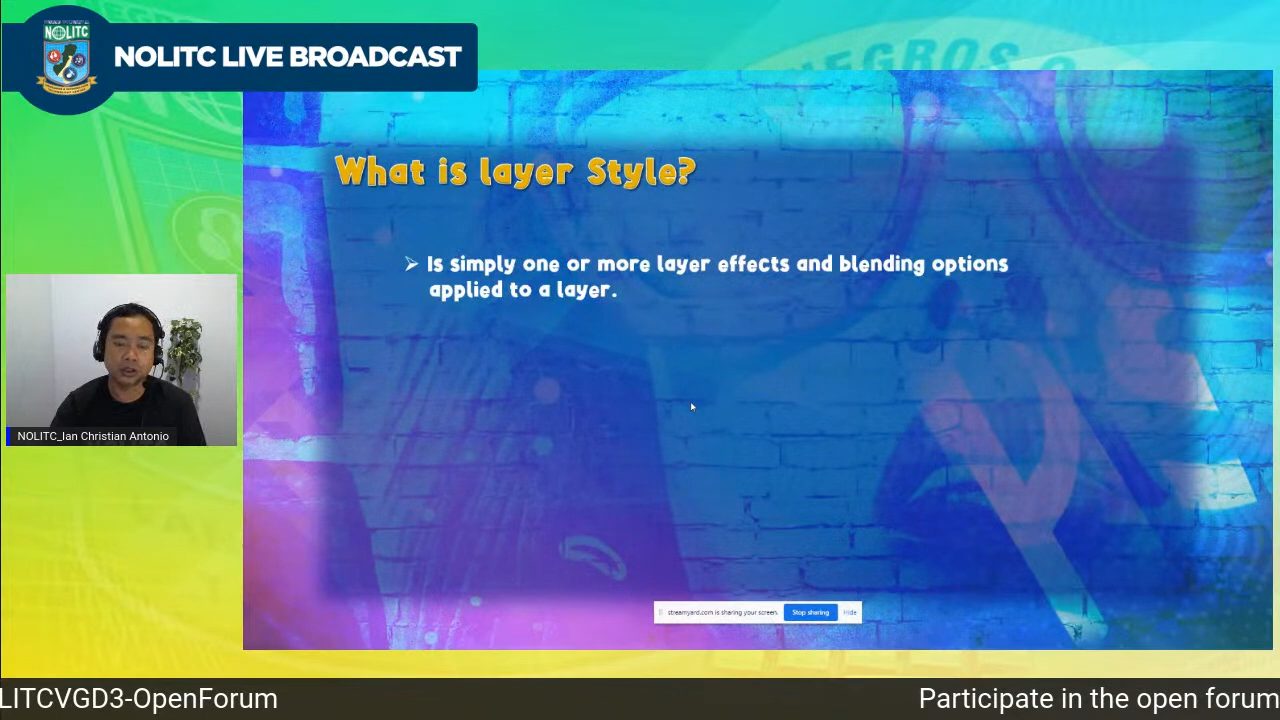 NOLITC
NOLITC LIVE BROADCAST
NEGROS O
What is layer Style?
➢ Is simply one or more layer effects and blending options
applied to a layer.
NOLITC_Ian Christian Antonio
streamyard.com is sharing your screen.
Stop sharing
Hide
LITCVGD3-OpenForum
Participate in the open forum